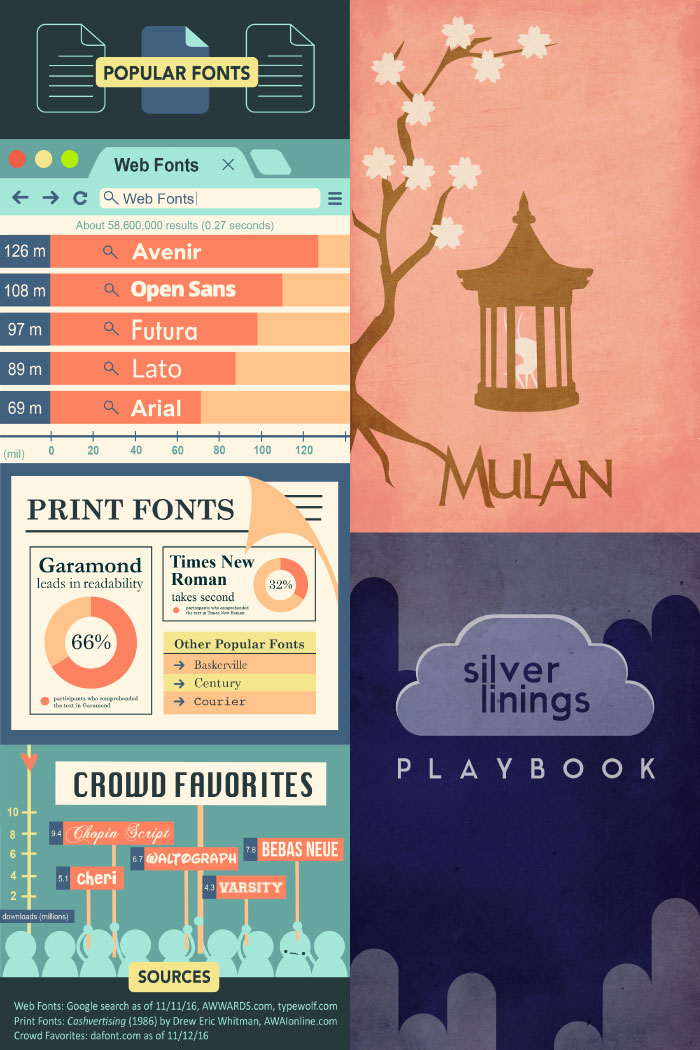 POPULAR FONTS
Web Fonts
Web Fonts
About 58,600,000 results (0.27 seconds)
126 m Avenir
108 m Open Sans
97 m Futura
89 m Lato
69 m Arial
(mil) 0 20 40 60 80 100 120
PRINT FONTS
Garamond
leads in readability
66%
participants who comprehended
the text in Garamond
Times New
Roman
takes second
32%
participants who comprehended
the text in Times New Roman
Other Popular Fonts
Baskerville
Century
Courier
CROWD FAVORITES
10
8
6
4
2
downloads (millions)
9.4 Chopin Script
7.8 BEBAS NEUE
6.7 WALTOGRAPH
5.1 Cheri
4.3 VARSITY
SOURCES
Web Fonts: Google search as of 11/11/16, AWWARDS.com, typewolf.com
Print Fonts: Cashvertising (1986) by Drew Eric Whitman, AWAIonline.com
Crowd Favorites: dafont.com as of 11/12/16
MULAN
silver
linings
PLAYBOOK